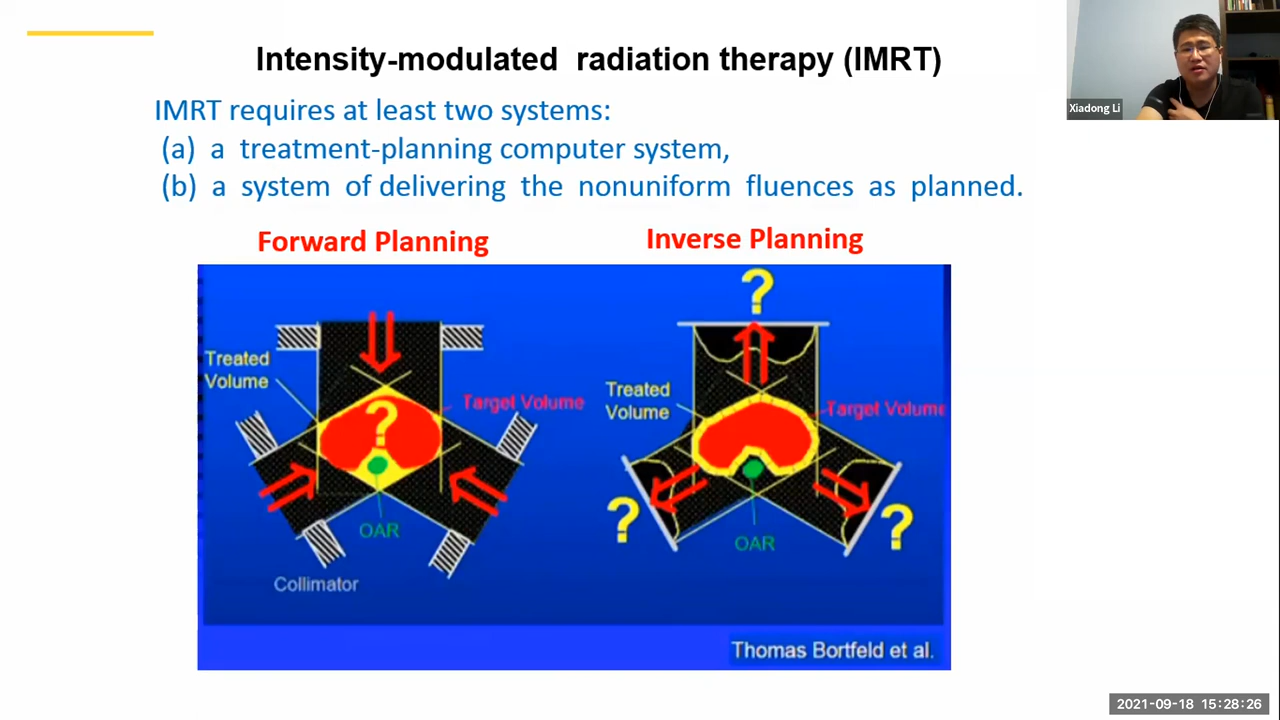 Intensity-modulated radiation therapy (IMRT)
Xiadong Li
IMRT requires at least two systems:
(a) a treatment-planning computer system,
(b) a system of delivering the nonuniform fluences as planned.
Forward Planning
Inverse Planning
?
Treated
Volume
Target Volume
?
OAR
Collimator
Treated
Volume
Target Volume
?
?
OAR
Thomas Bortfeld et al.
2021-09-18 15:28:26